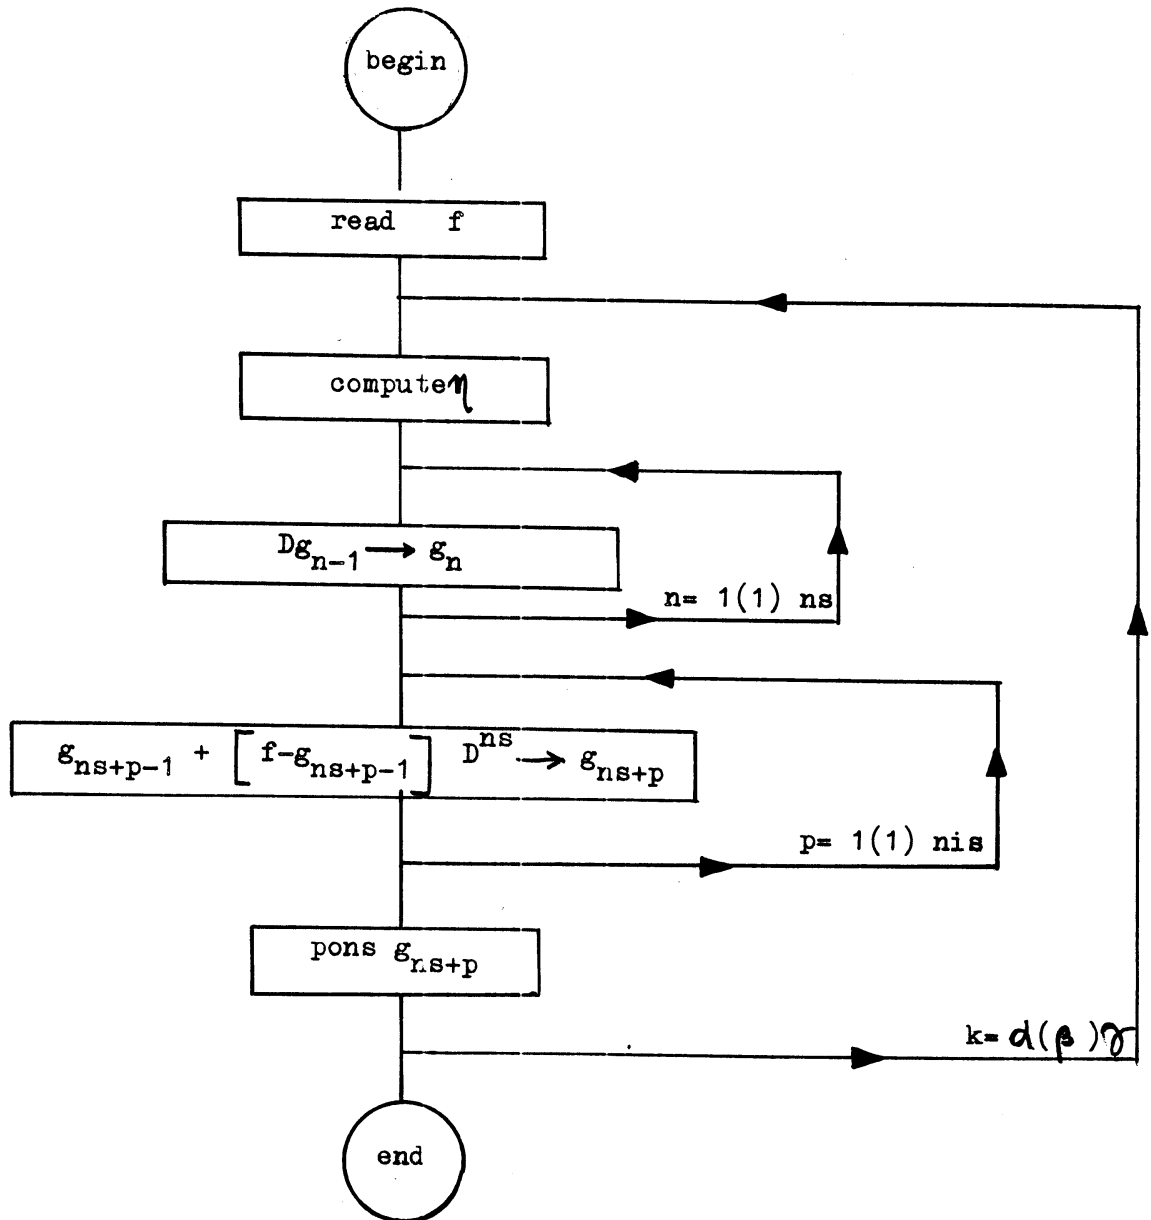 begin
read f
compute η
Dg_{n-1} → g_n
n= 1(1) ns
g_{ns+p-1} + [f-g_{ns+p-1}] D^{ns} → g_{ns+p}
p= 1(1) nis
pons g_{ns+p}
k= α(β)γ
end